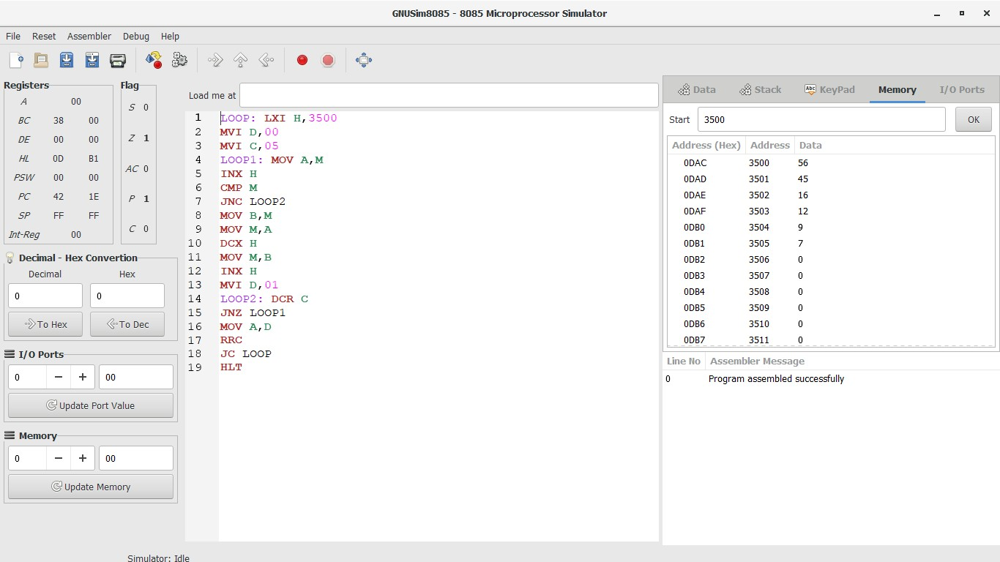 GNUSim8085 - 8085 Microprocessor Simulator
File Reset Assembler Debug Help
Registers
A 00
BC 38 00
DE 00 00
HL 0D B1
PSW 00 00
PC 42 1E
SP FF FF
Int-Reg 00
Flag
S 0
Z 1
AC 0
P 1
C 0
Decimal - Hex Convertion
Decimal Hex
0 0
To Hex To Dec
I/O Ports
0 − + 00
Update Port Value
Memory
0 − + 00
Update Memory
Load me at
1 LOOP: LXI H,3500
2 MVI D,00
3 MVI C,05
4 LOOP1: MOV A,M
5 INX H
6 CMP M
7 JNC LOOP2
8 MOV B,M
9 MOV M,A
10 DCX H
11 MOV M,B
12 INX H
13 MVI D,01
14 LOOP2: DCR C
15 JNZ LOOP1
16 MOV A,D
17 RRC
18 JC LOOP
19 HLT
Data Stack Abc KeyPad Memory I/O Ports
Start 3500 OK
Address (Hex) Address Data
0DAC 3500 56
0DAD 3501 45
0DAE 3502 16
0DAF 3503 12
0DB0 3504 9
0DB1 3505 7
0DB2 3506 0
0DB3 3507 0
0DB4 3508 0
0DB5 3509 0
0DB6 3510 0
0DB7 3511 0
Line No Assembler Message
0 Program assembled successfully
Simulator: Idle